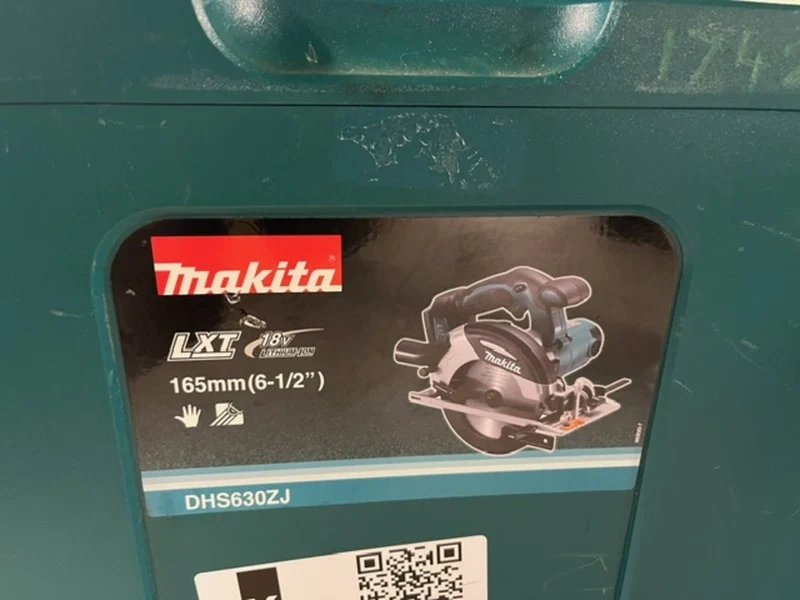 1742
makita
LXT 18V
LITHIUM-ION
165mm(6-1/2")
makita
DHS630ZJ